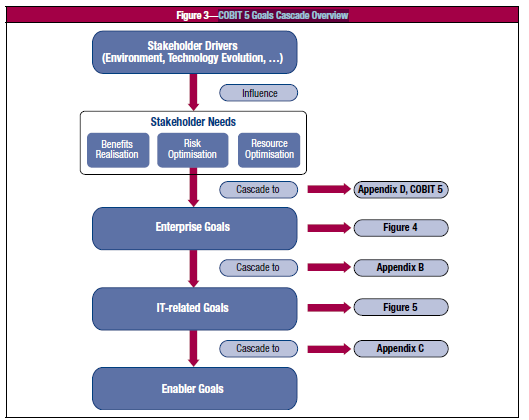 Figure 3—COBIT 5 Goals Cascade Overview
Stakeholder Drivers
(Environment, Technology Evolution, …)
Influence
Stakeholder Needs
Benefits
Realisation
Risk
Optimisation
Resource
Optimisation
Cascade to
Appendix D, COBIT 5
Enterprise Goals
Figure 4
Cascade to
Appendix B
IT-related Goals
Figure 5
Cascade to
Appendix C
Enabler Goals